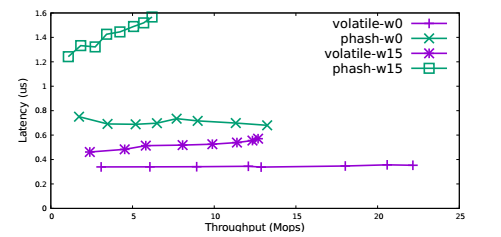 1.6
1.4
1.2
1
0.8
0.6
0.4
0.2
0
Latency (us)
volatile-w0
phash-w0
volatile-w15
phash-w15
0 5 10 15 20 25
Throughput (Mops)